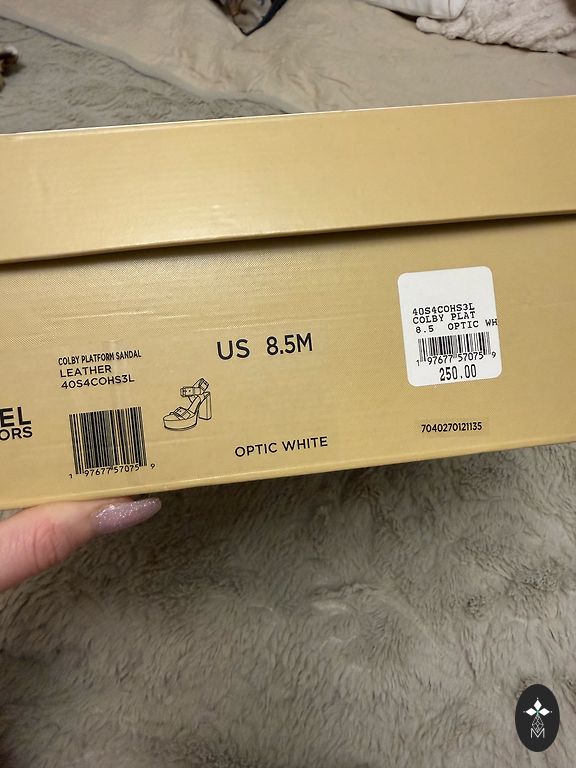 COLBY PLATFORM SANDAL
LEATHER
40S4COHS3L
EL
ORS
1 97677 57075 9
US 8.5M
OPTIC WHITE
40S4COHS3L
COLBY PLAT
8.5 OPTIC WH
1 97677 57075 9
250.00
7040270121135
M